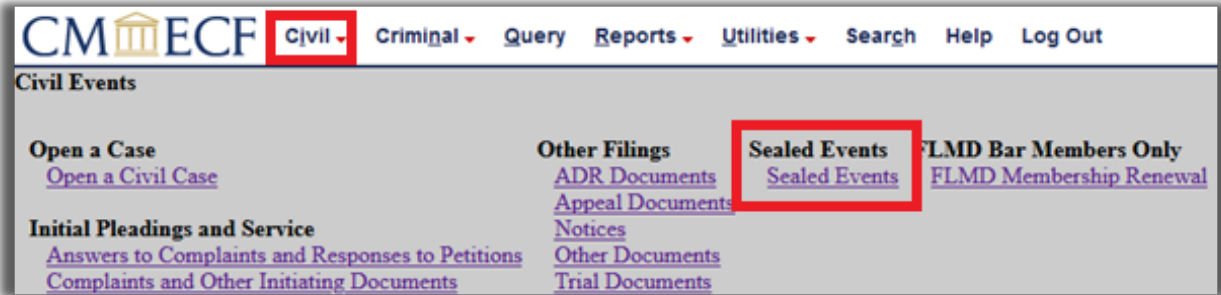 CM ECF Civil Criminal Query Reports Utilities Search Help Log Out
Civil Events
Open a Case
Open a Civil Case
Initial Pleadings and Service
Answers to Complaints and Responses to Petitions
Complaints and Other Initiating Documents
Other Filings
ADR Documents
Appeal Documents
Notices
Other Documents
Trial Documents
Sealed Events
Sealed Events
FLMD Bar Members Only
FLMD Membership Renewal